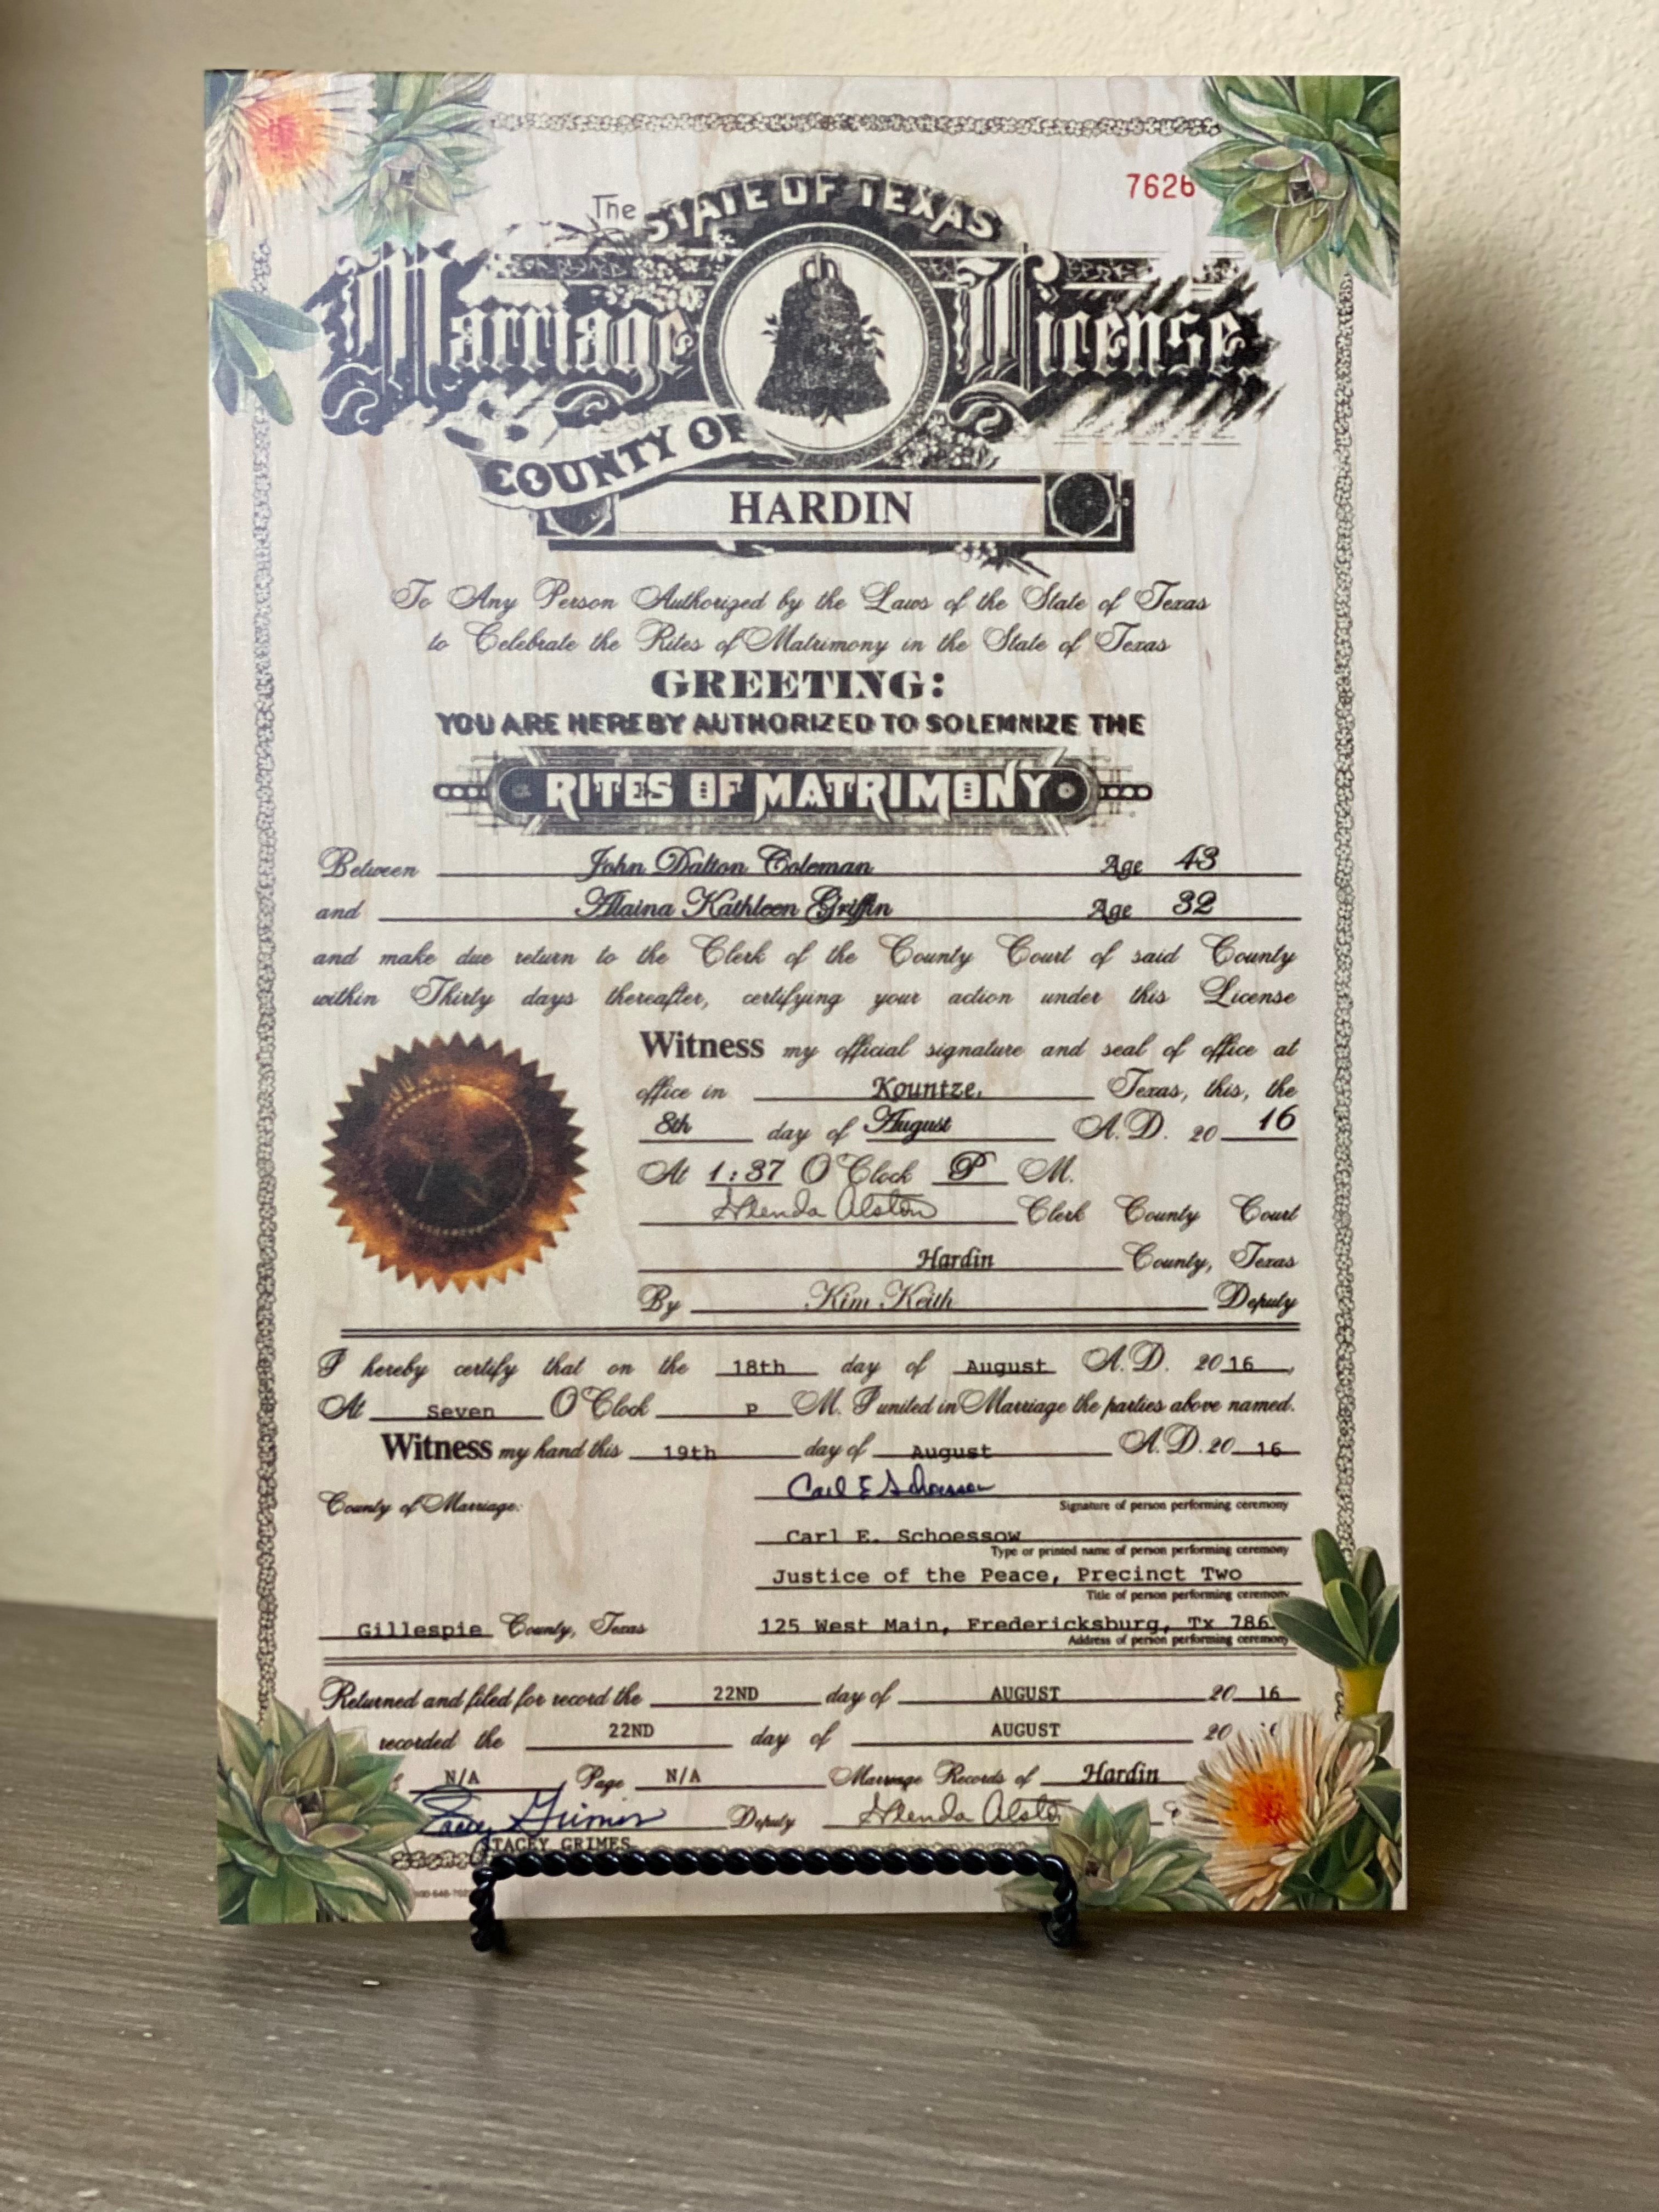 The STATE OF TEXAS
7626
Marriage License
COUNTY OF
HARDIN
To Any Person Authorized by the Laws of the State of Texas
to Celebrate the Rites of Matrimony in the State of Texas
GREETING:
YOU ARE HEREBY AUTHORIZED TO SOLEMNIZE THE
RITES OF MATRIMONY
Between John Dalton Coleman Age 43
and Alaina Kathleen Griffin Age 32
and make due return to the Clerk of the County Court of said County
within Thirty days thereafter, certifying your action under this License
Witness my official signature and seal of office at
office in Kountze, Texas, this, the
8th day of August A.D. 20 16
At 1:37 O'Clock P M.
Glenda Alston Clerk County Court
Hardin County, Texas
By Kim Keith Deputy
I hereby certify that on the 18th day of August A.D. 2016,
At Seven O'Clock P M. I united in Marriage the parties above named.
Witness my hand this 19th day of August A.D. 20 16
Carl E Schoessow
Signature of person performing ceremony
County of Marriage:
Carl E. Schoessow
Type or printed name of person performing ceremony
Justice of the Peace, Precinct Two
Title of person performing ceremony
Gillespie County, Texas 125 West Main, Fredericksburg, Tx 786
Address of person performing ceremony
Returned and filed for record the 22ND day of AUGUST 20 16
recorded the 22ND day of AUGUST 20
N/A Page N/A Marriage Records of Hardin
Stacey Grimes Deputy Glenda Alsto
STACEY GRIMES